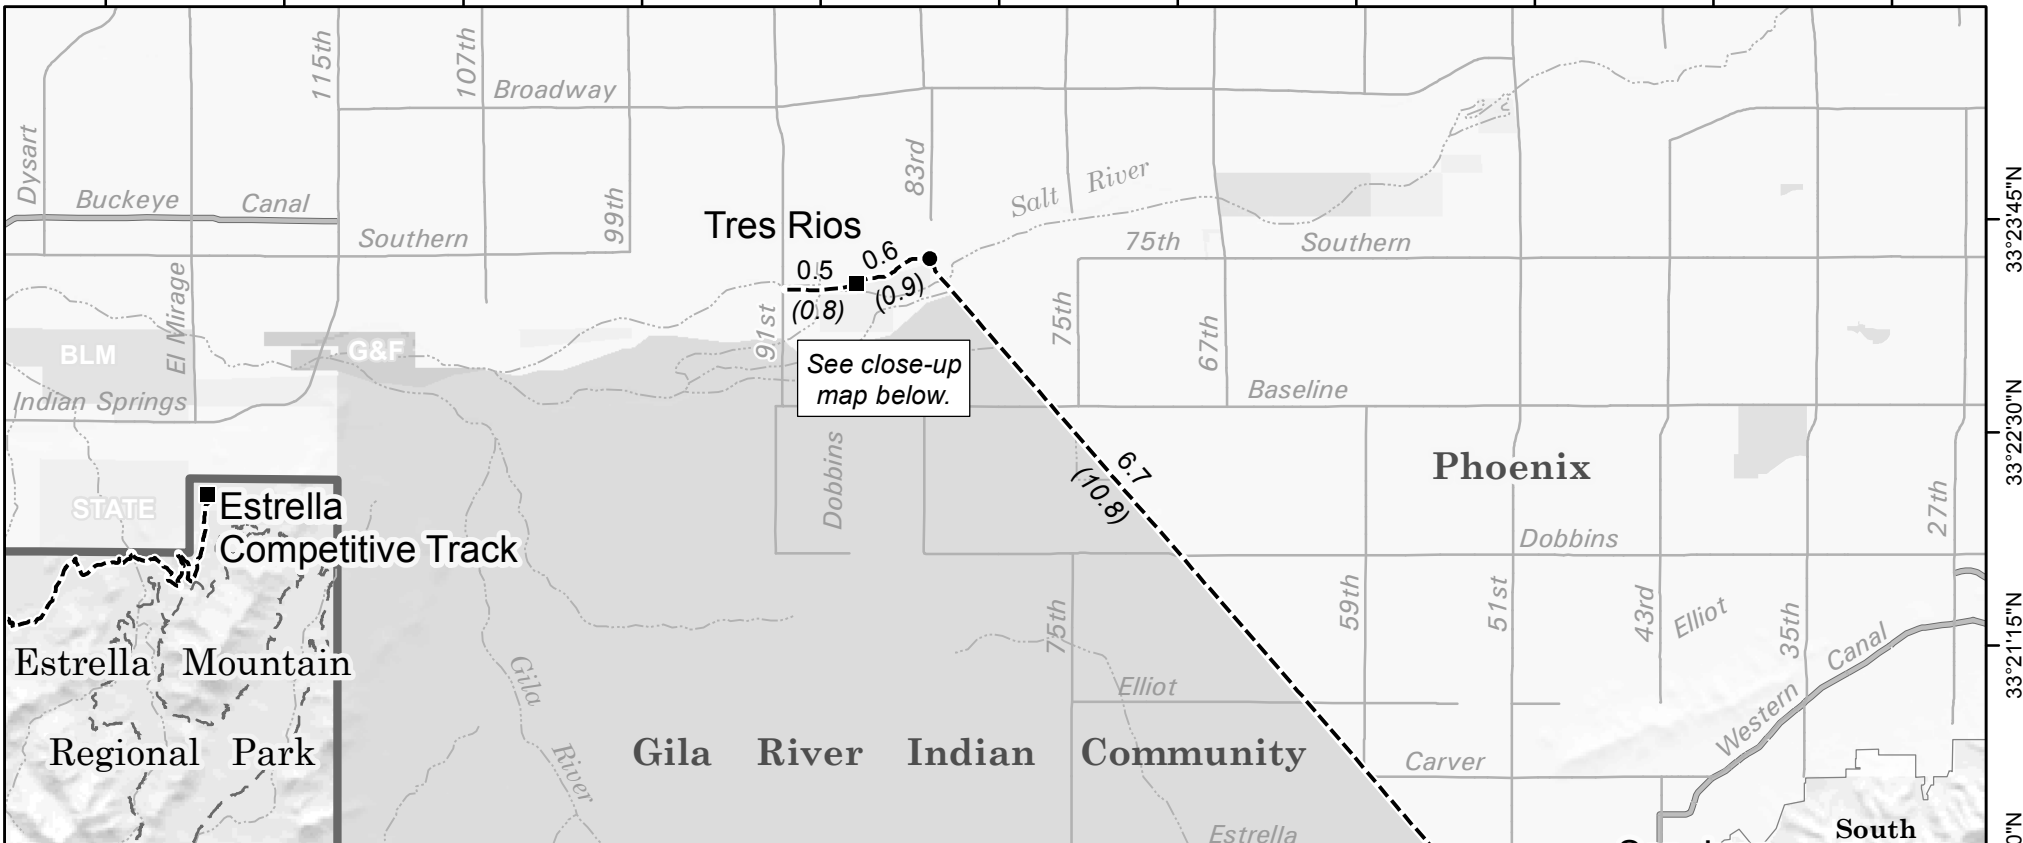 115th
107th
Broadway
Dysart
83rd
33°23'45"N
Salt River
Buckeye Canal
99th
Tres Rios
Southern
75th
Southern
0.6
0.5
(0.9)
(0.8)
El Mirage
91st
75th
67th
BLM
G&F
See close-up
map below.
Indian Springs
Baseline
33°22'30"N
Dobbins
6.7
(10.8)
Phoenix
STATE
Estrella
Competitive Track
27th
Dobbins
59th
51st
43rd
Elliot
35th
33°21'15"N
75th
Canal
Estrella Mountain
Gila
Elliot
Western
Regional Park
River
Gila River Indian Community
Carver
Estrella
South
0"N